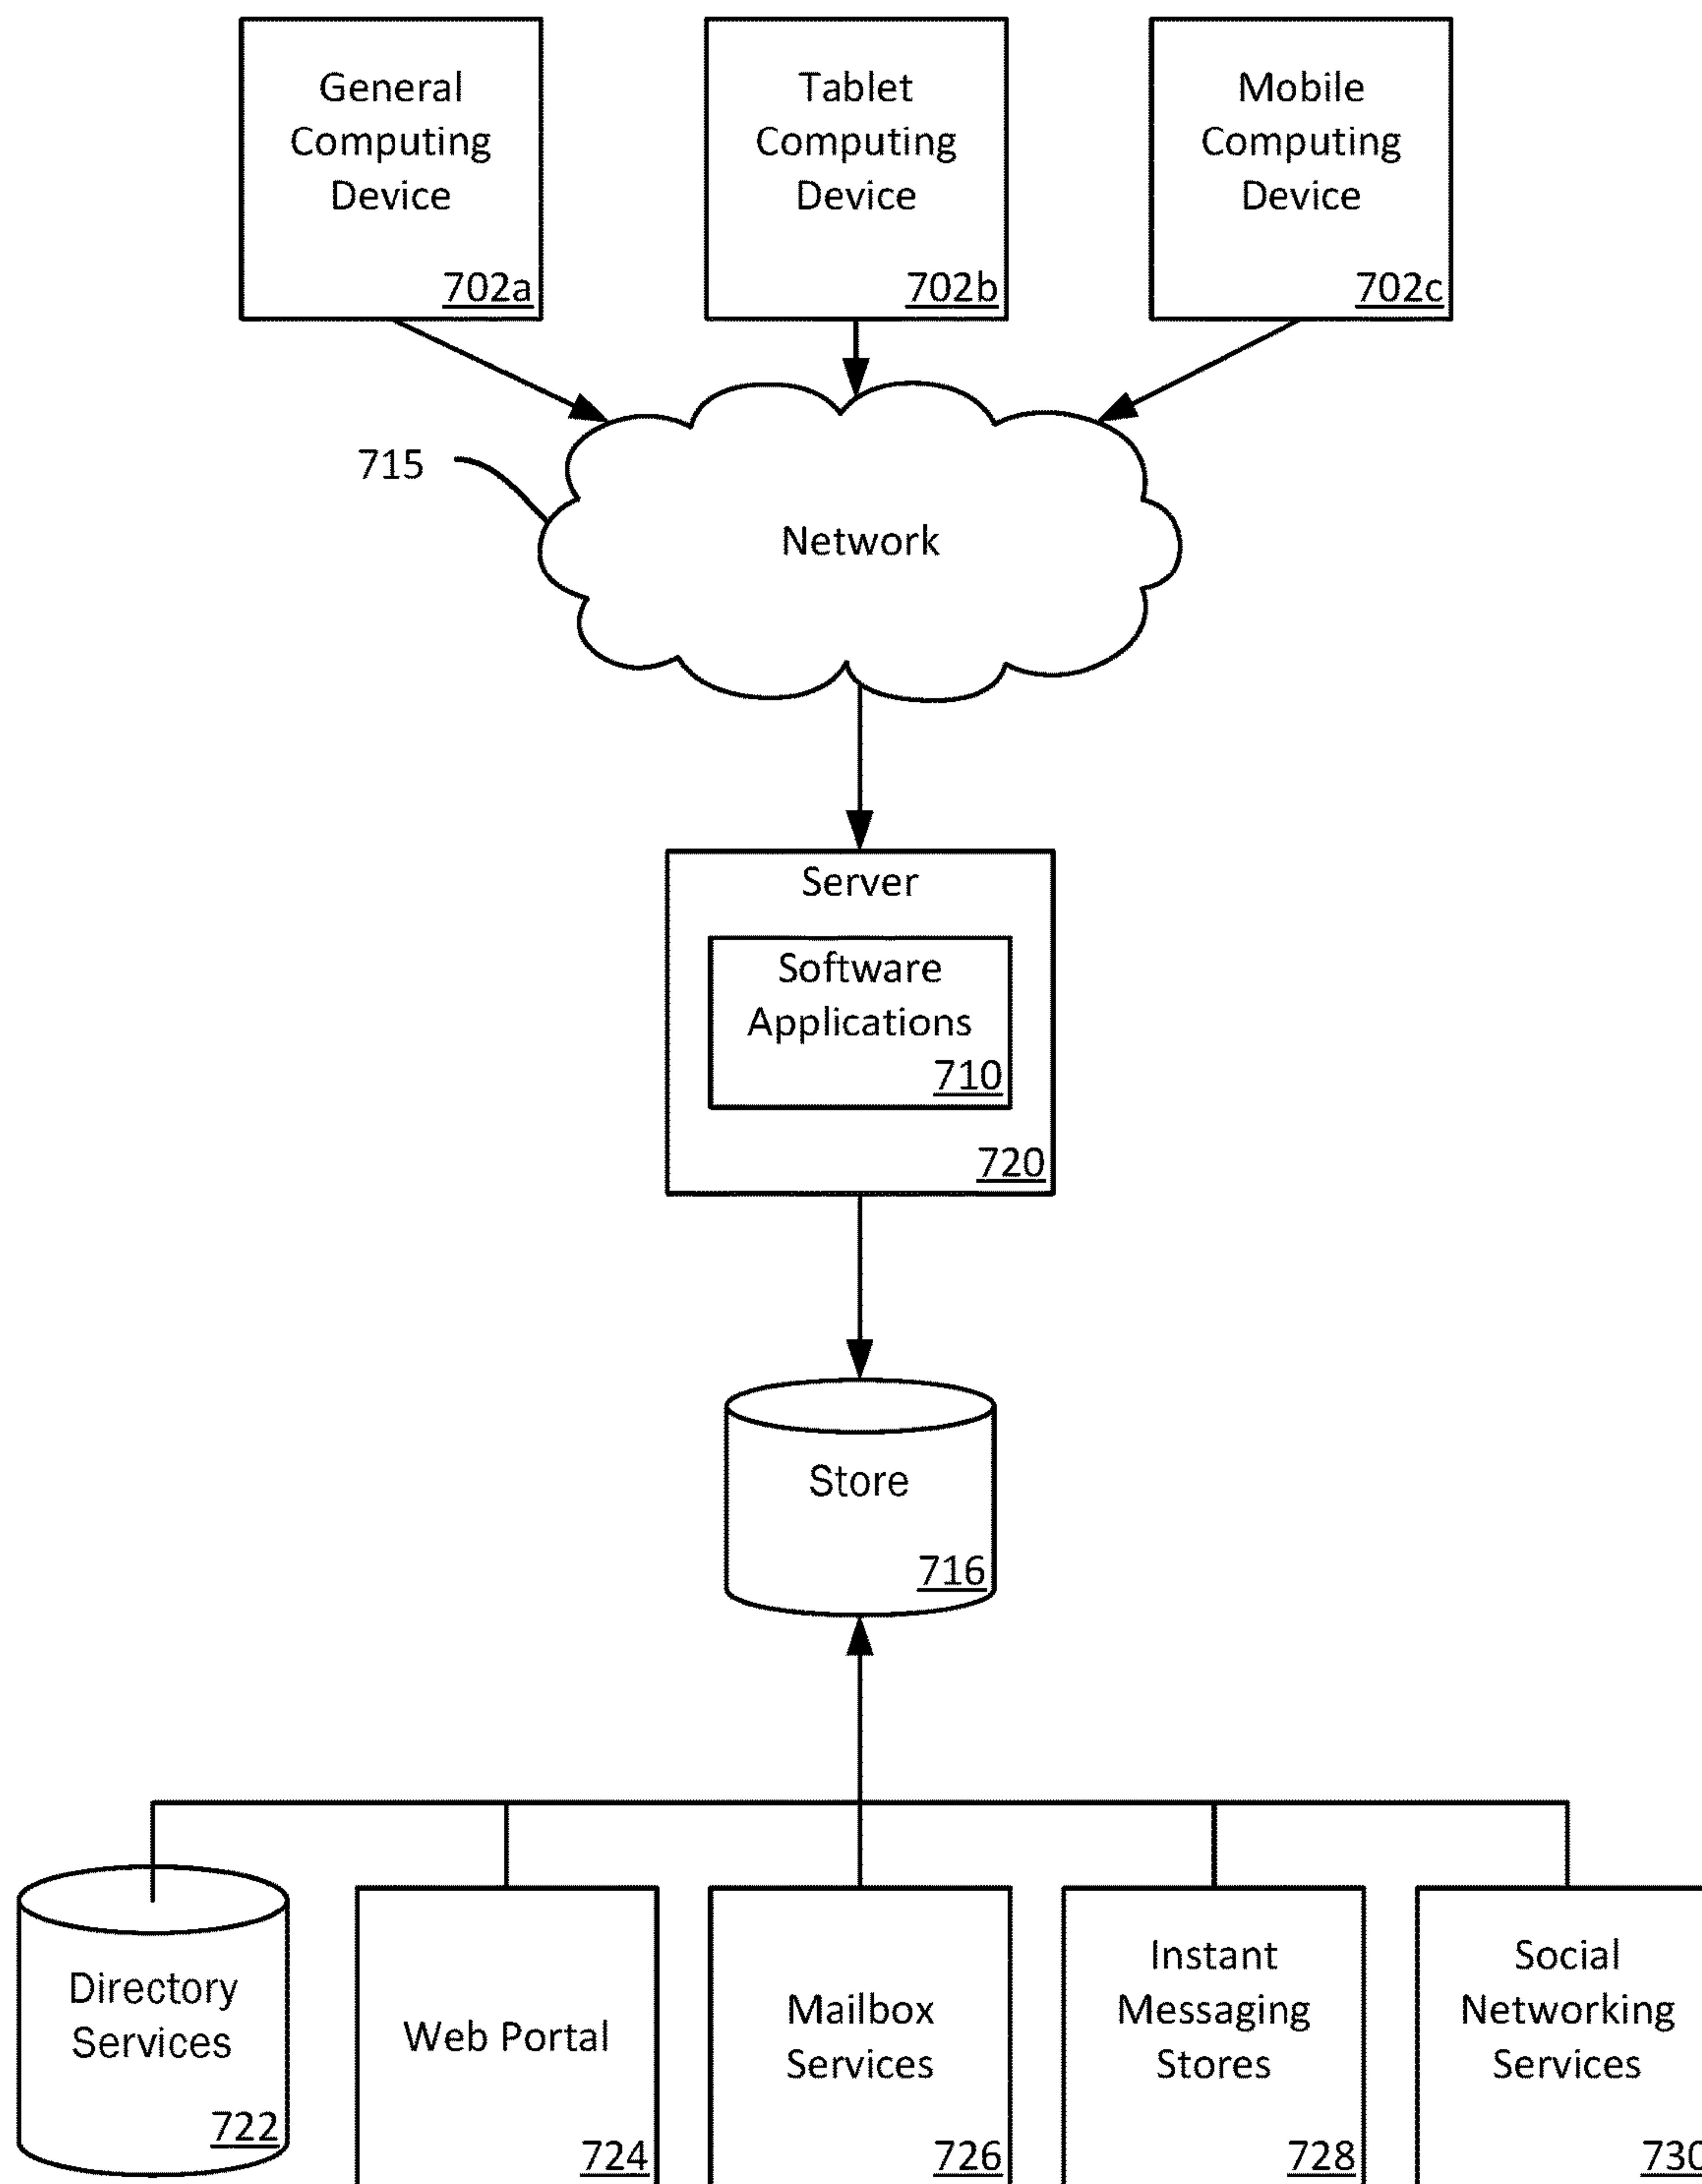 General
Computing
Device
702a
Tablet
Computing
Device
702b
Mobile
Computing
Device
702c
715
Network
Server
Software
Applications
710
720
Store
716
Directory
Services
722
Web Portal
724
Mailbox
Services
726
Instant
Messaging
Stores
728
Social
Networking
Services
730